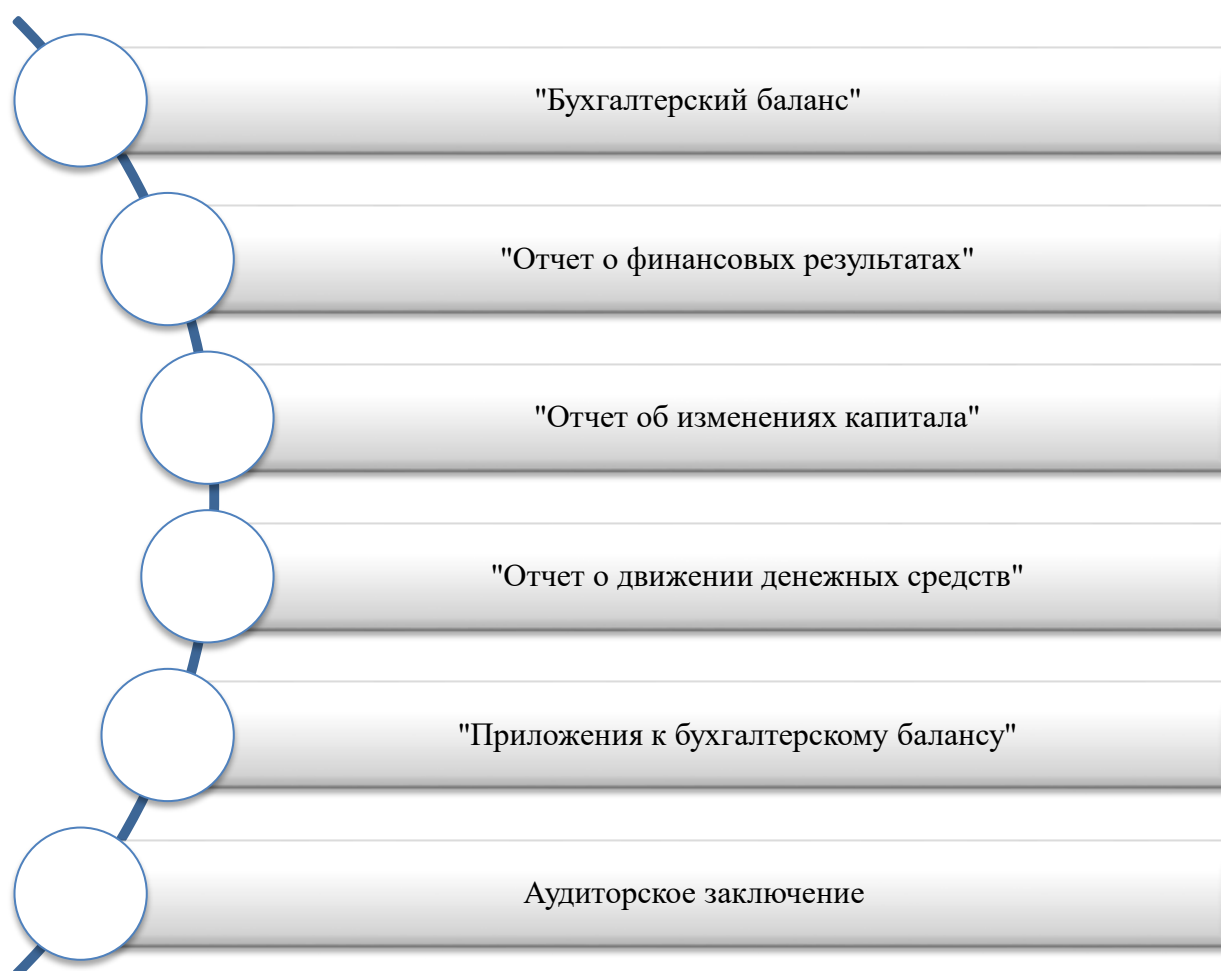 "Бухгалтерский баланс"
"Отчет о финансовых результатах"
"Отчет об изменениях капитала"
"Отчет о движении денежных средств"
"Приложения к бухгалтерскому балансу"
Аудиторское заключение